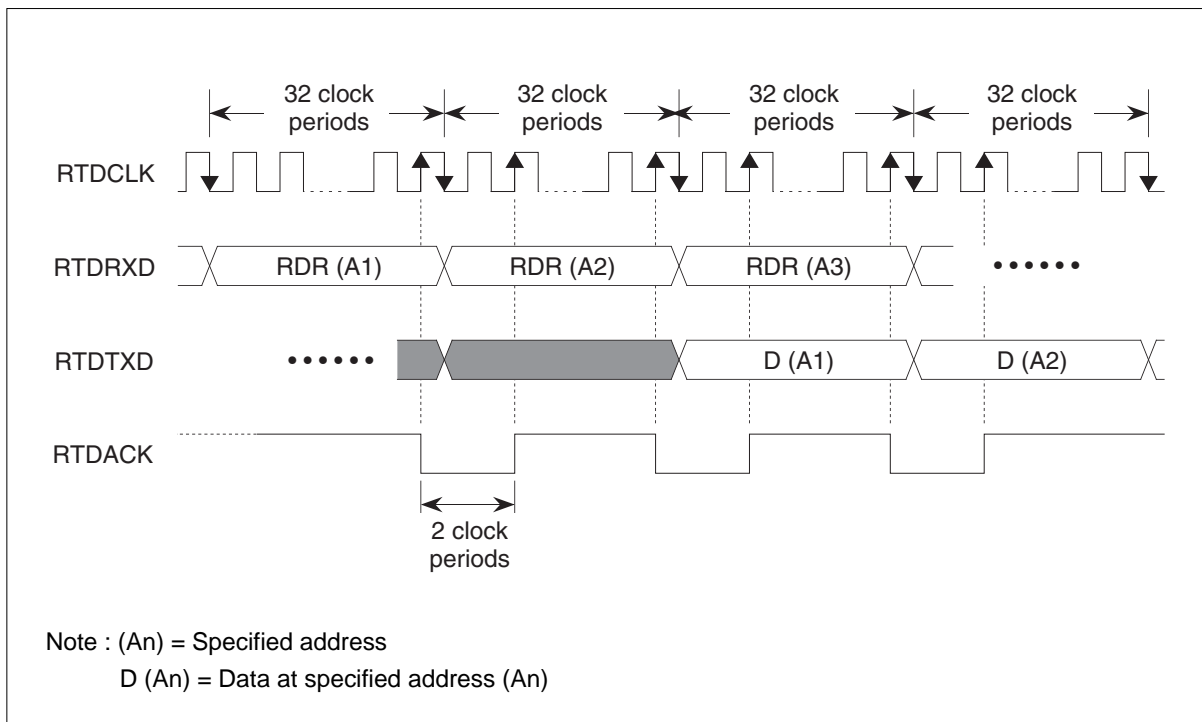 32 clock periods 32 clock periods 32 clock periods 32 clock periods
RTDCLK
RTDRXD RDR (A1) RDR (A2) RDR (A3) ••••••
RTDTXD •••••• D (A1) D (A2)
RTDACK
2 clock
periods
Note : (An) = Specified address
D (An) = Data at specified address (An)